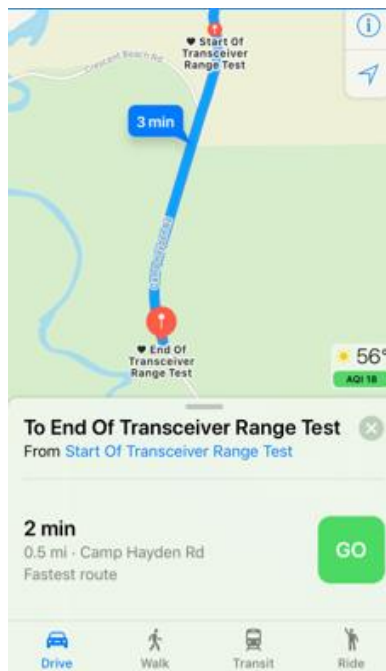 ♥ Start Of
Transceiver
Range Test
Crescent Beach Rd
3 min
♥ End Of
Transceiver
Range Test
56°
AQI 18
To End Of Transceiver Range Test
From Start Of Transceiver Range Test
2 min
0.5 mi · Camp Hayden Rd
Fastest route
GO
Drive
Walk
Transit
Ride